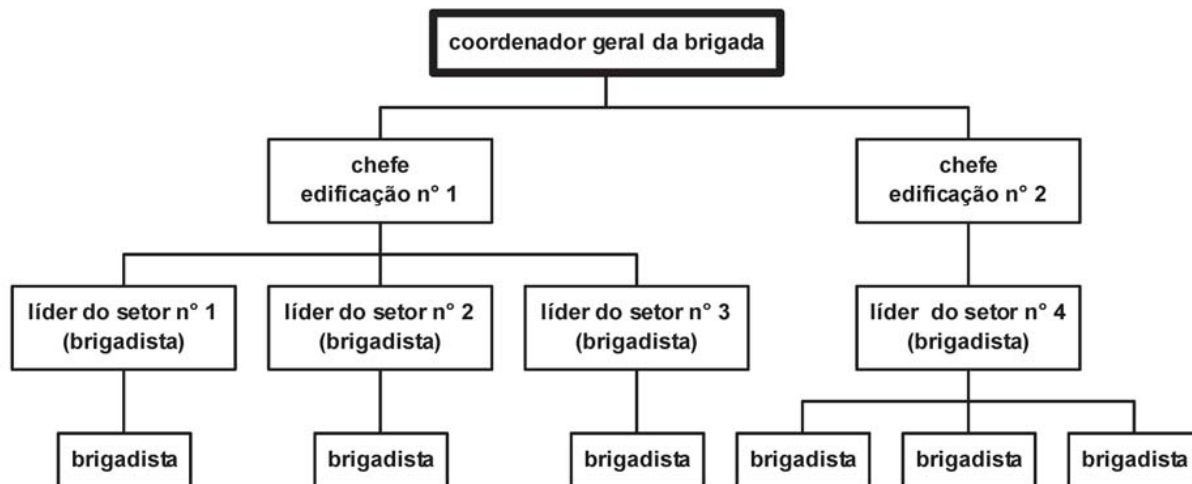 coordenador geral da brigada
chefe
edificação n° 1
chefe
edificação n° 2
líder do setor n° 1
(brigadista)
líder do setor n° 2
(brigadista)
líder do setor n° 3
(brigadista)
líder do setor n° 4
(brigadista)
brigadista
brigadista
brigadista
brigadista
brigadista
brigadista